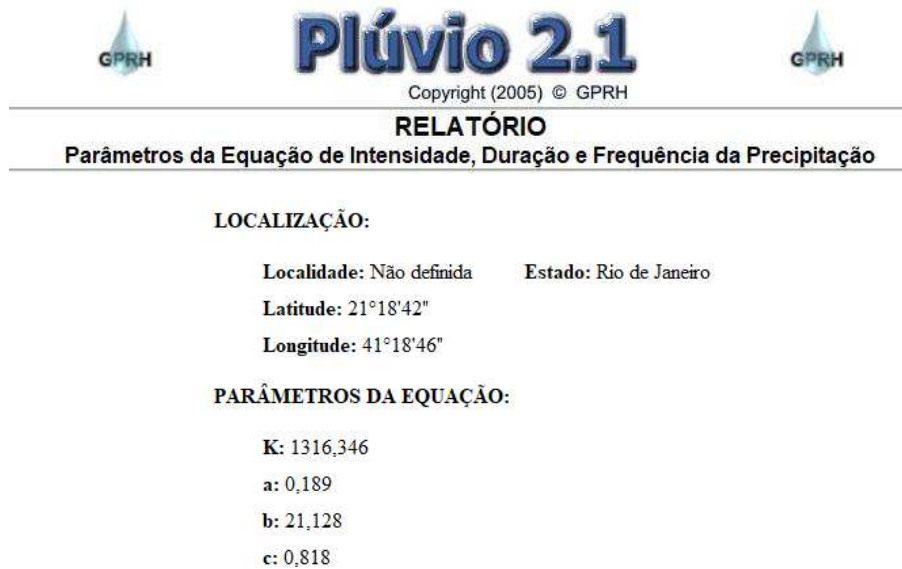 GPRH
Plúvio 2.1
GPRH
Copyright (2005) © GPRH
RELATÓRIO
Parâmetros da Equação de Intensidade, Duração e Frequência da Precipitação
LOCALIZAÇÃO:
Localidade: Não definida Estado: Rio de Janeiro
Latitude: 21°18'42"
Longitude: 41°18'46"
PARÂMETROS DA EQUAÇÃO:
K: 1316,346
a: 0,189
b: 21,128
c: 0,818